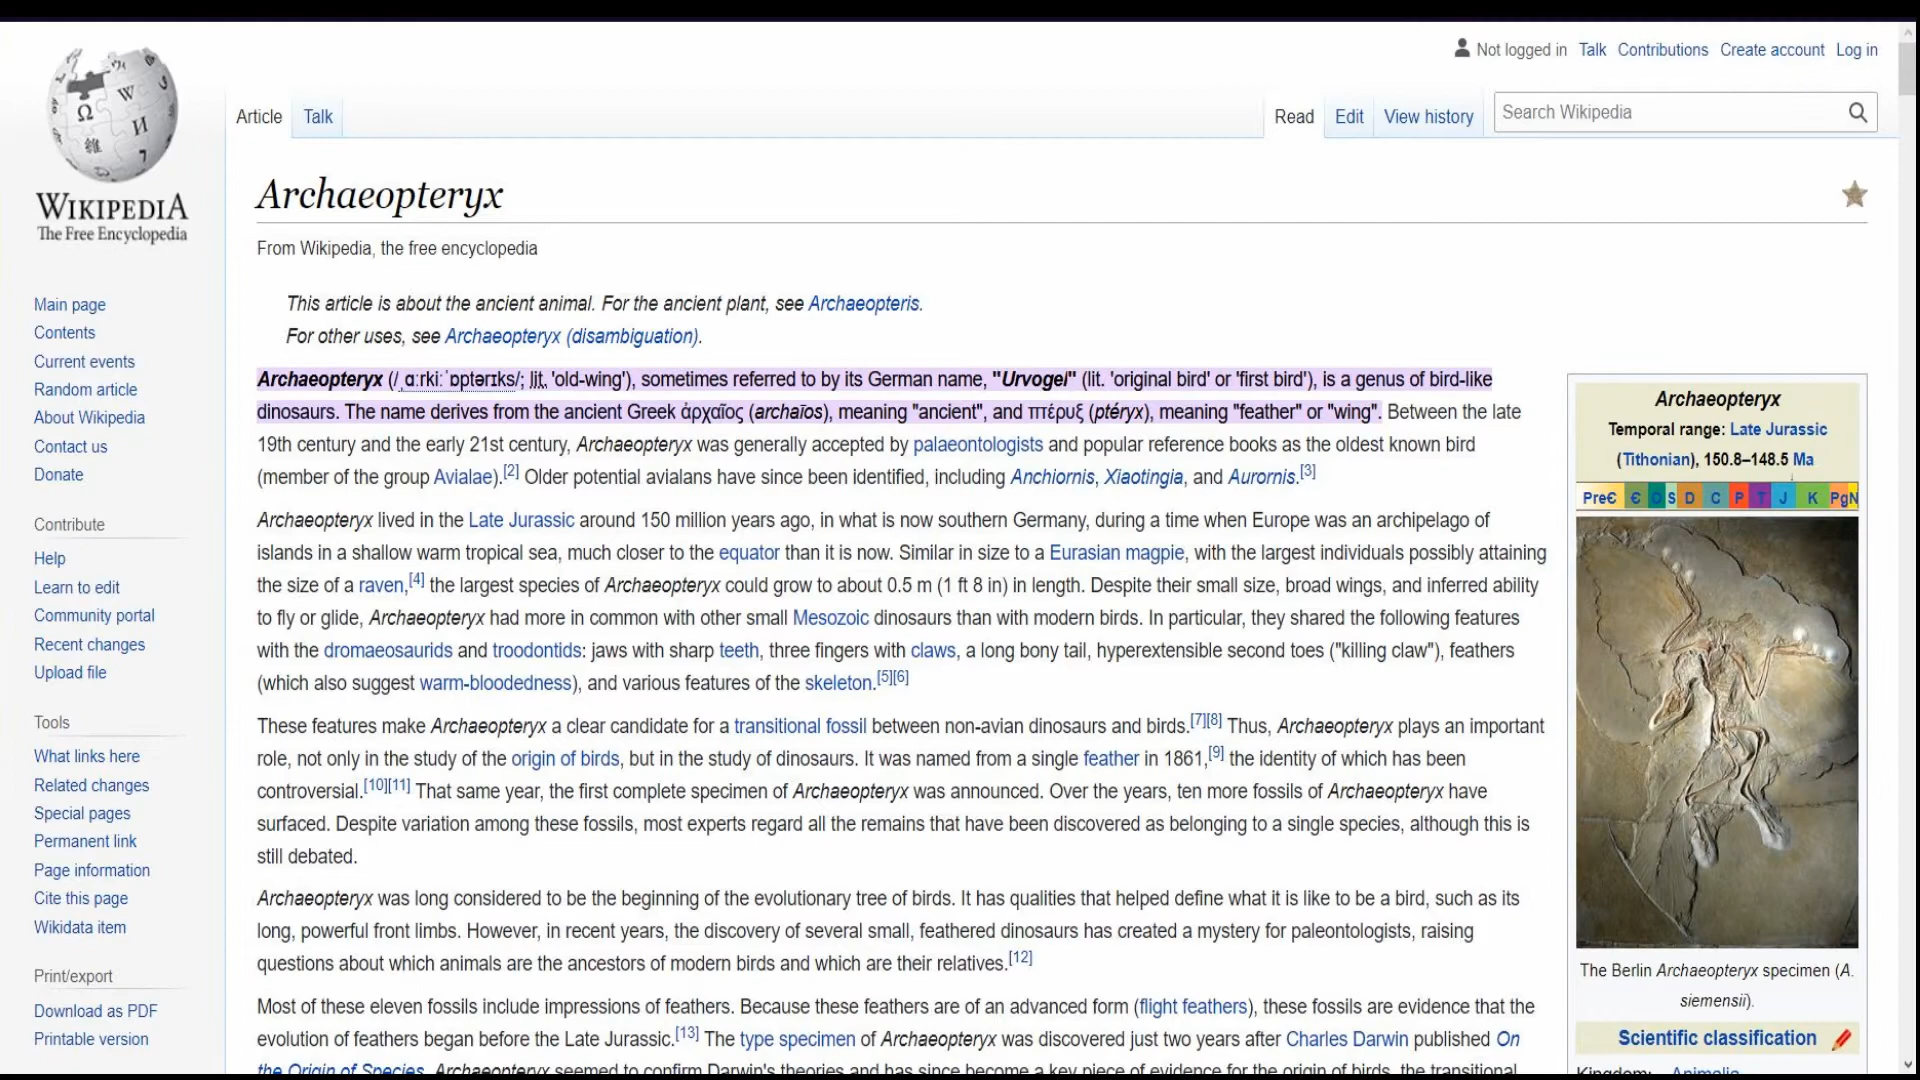 Not logged in Talk Contributions Create account Log in
Article Talk
Read Edit View history Search Wikipedia
WIKIPEDIA
The Free Encyclopedia
Main page
Contents
Current events
Random article
About Wikipedia
Contact us
Donate
Contribute
Help
Learn to edit
Community portal
Recent changes
Upload file
Tools
What links here
Related changes
Special pages
Permanent link
Page information
Cite this page
Wikidata item
Print/export
Download as PDF
Printable version
Archaeopteryx
From Wikipedia, the free encyclopedia
This article is about the ancient animal. For the ancient plant, see Archaeopteris.
For other uses, see Archaeopteryx (disambiguation).
Archaeopteryx (/ˌɑːrkiːˈɒptərɪks/; lit. 'old-wing'), sometimes referred to by its German name, "Urvogel" (lit. 'original bird' or 'first bird'), is a genus of bird-like
dinosaurs. The name derives from the ancient Greek ἀρχαῖος (archaīos), meaning "ancient", and πτέρυξ (ptéryx), meaning "feather" or "wing". Between the late
19th century and the early 21st century, Archaeopteryx was generally accepted by palaeontologists and popular reference books as the oldest known bird
(member of the group Avialae).[2] Older potential avialans have since been identified, including Anchiornis, Xiaotingia, and Aurornis.[3]
Archaeopteryx lived in the Late Jurassic around 150 million years ago, in what is now southern Germany, during a time when Europe was an archipelago of
islands in a shallow warm tropical sea, much closer to the equator than it is now. Similar in size to a Eurasian magpie, with the largest individuals possibly attaining
the size of a raven,[4] the largest species of Archaeopteryx could grow to about 0.5 m (1 ft 8 in) in length. Despite their small size, broad wings, and inferred ability
to fly or glide, Archaeopteryx had more in common with other small Mesozoic dinosaurs than with modern birds. In particular, they shared the following features
with the dromaeosaurids and troodontids: jaws with sharp teeth, three fingers with claws, a long bony tail, hyperextensible second toes ("killing claw"), feathers
(which also suggest warm-bloodedness), and various features of the skeleton.[5][6]
These features make Archaeopteryx a clear candidate for a transitional fossil between non-avian dinosaurs and birds.[7][8] Thus, Archaeopteryx plays an important
role, not only in the study of the origin of birds, but in the study of dinosaurs. It was named from a single feather in 1861,[9] the identity of which has been
controversial.[10][11] That same year, the first complete specimen of Archaeopteryx was announced. Over the years, ten more fossils of Archaeopteryx have
surfaced. Despite variation among these fossils, most experts regard all the remains that have been discovered as belonging to a single species, although this is
still debated.
Archaeopteryx was long considered to be the beginning of the evolutionary tree of birds. It has qualities that helped define what it is like to be a bird, such as its
long, powerful front limbs. However, in recent years, the discovery of several small, feathered dinosaurs has created a mystery for paleontologists, raising
questions about which animals are the ancestors of modern birds and which are their relatives.[12]
Most of these eleven fossils include impressions of feathers. Because these feathers are of an advanced form (flight feathers), these fossils are evidence that the
evolution of feathers began before the Late Jurassic.[13] The type specimen of Archaeopteryx was discovered just two years after Charles Darwin published On
the Origin of Species. Archaeopteryx seemed to confirm Darwin's theories and has since become a key piece of evidence for the origin of birds, the transitional
Archaeopteryx
Temporal range: Late Jurassic
(Tithonian), 150.8–148.5 Ma
PreЄ Є O S D C P T J K Pg N
The Berlin Archaeopteryx specimen (A.
siemensii).
Scientific classification
Kingdom: Animalia